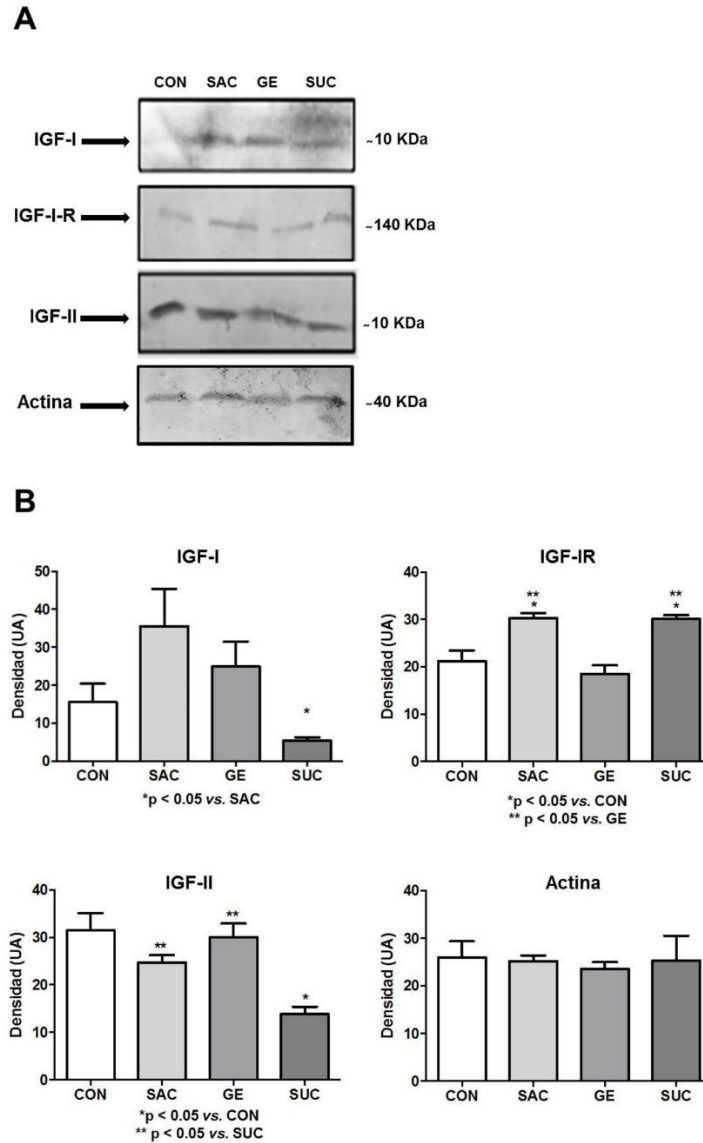 A
CON SAC GE SUC
IGF-I ~10 KDa
IGF-I-R ~140 KDa
IGF-II ~10 KDa
Actina ~40 KDa
B
IGF-I
Densidad (UA)
50
40
30
20
10
0
*
CON SAC GE SUC
*p < 0.05 vs. SAC
IGF-IR
Densidad (UA)
40
30
20
10
0
** **
* *
CON SAC GE SUC
*p < 0.05 vs. CON
** p < 0.05 vs. GE
IGF-II
Densidad (UA)
40
30
20
10
0
** ** *
CON SAC GE SUC
*p < 0.05 vs. CON
** p < 0.05 vs. SUC
Actina
Densidad (UA)
40
30
20
10
0
CON SAC GE SUC